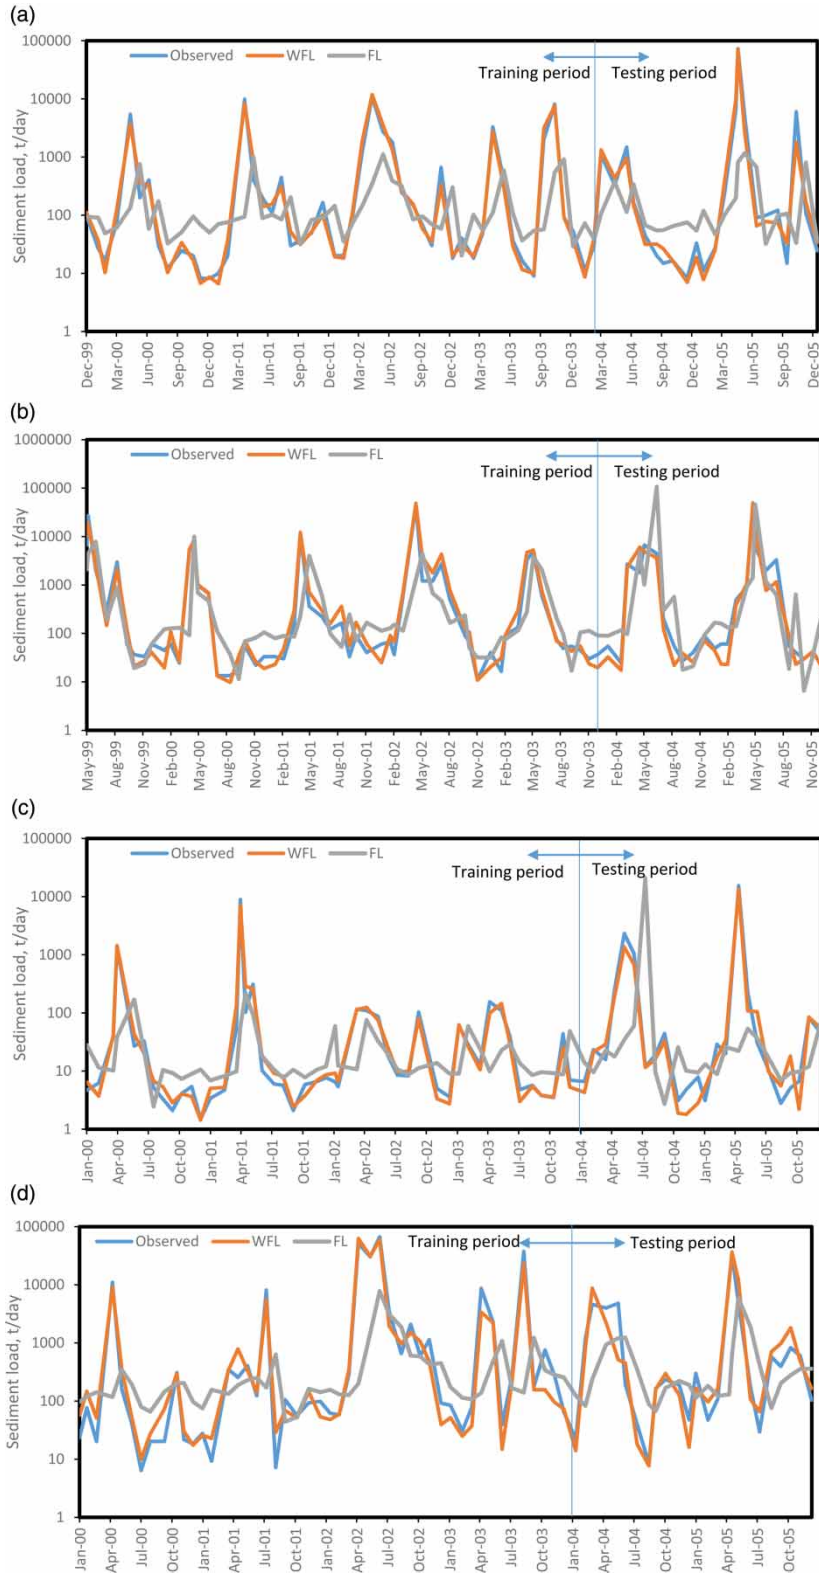 (a)
100000
Observed WFL FL
Training period Testing period
10000
1000
100
10
1
Sediment load, t/day
Dec-99 Mar-00 Jun-00 Sep-00 Dec-00 Mar-01 Jun-01 Sep-01 Dec-01 Mar-02 Jun-02 Sep-02 Dec-02 Mar-03 Jun-03 Sep-03 Dec-03 Mar-04 Jun-04 Sep-04 Dec-04 Mar-05 Jun-05 Sep-05 Dec-05
(b)
1000000
Observed WFL FL
Training period Testing period
100000
10000
1000
100
10
1
Sediment load, t/day
May-99 Aug-99 Nov-99 Feb-00 May-00 Aug-00 Nov-00 Feb-01 May-01 Aug-01 Nov-01 Feb-02 May-02 Aug-02 Nov-02 Feb-03 May-03 Aug-03 Nov-03 Feb-04 May-04 Aug-04 Nov-04 Feb-05 May-05 Aug-05 Nov-05
(c)
100000
Observed WFL FL
Training period Testing period
10000
1000
100
10
1
Sediment load, t/day
Jan-00 Apr-00 Jul-00 Oct-00 Jan-01 Apr-01 Jul-01 Oct-01 Jan-02 Apr-02 Jul-02 Oct-02 Jan-03 Apr-03 Jul-03 Oct-03 Jan-04 Apr-04 Jul-04 Oct-04 Jan-05 Apr-05 Jul-05 Oct-05
(d)
100000
Observed WFL FL
Training period Testing period
10000
1000
100
10
1
Sediment load, t/day
Jan-00 Apr-00 Jul-00 Oct-00 Jan-01 Apr-01 Jul-01 Oct-01 Jan-02 Apr-02 Jul-02 Oct-02 Jan-03 Apr-03 Jul-03 Oct-03 Jan-04 Apr-04 Jul-04 Oct-04 Jan-05 Apr-05 Jul-05 Oct-05